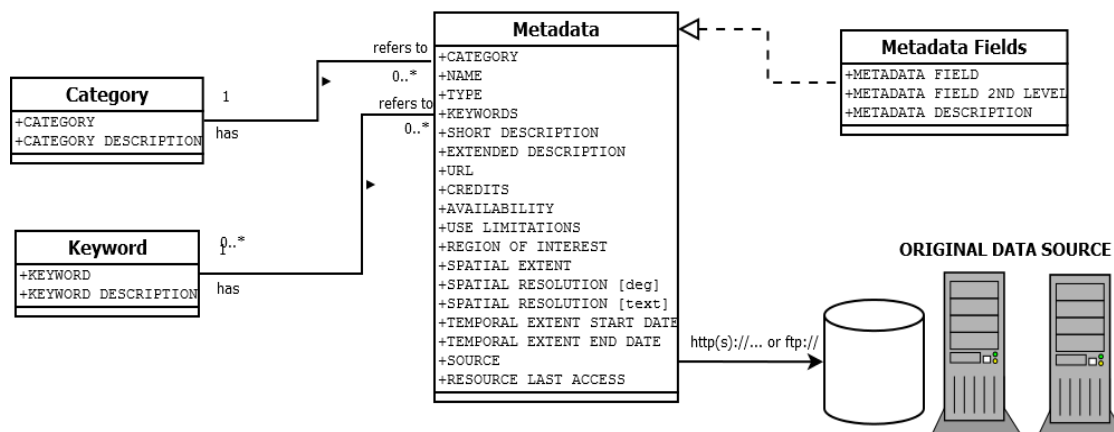 Metadata
+CATEGORY
+NAME
+TYPE
+KEYWORDS
+SHORT DESCRIPTION
+EXTENDED DESCRIPTION
+URL
+CREDITS
+AVAILABILITY
+USE LIMITATIONS
+REGION OF INTEREST
+SPATIAL EXTENT
+SPATIAL RESOLUTION [deg]
+SPATIAL RESOLUTION [text]
+TEMPORAL EXTENT START DATE
+TEMPORAL EXTENT END DATE
+SOURCE
+RESOURCE LAST ACCESS
Metadata Fields
+METADATA FIELD
+METADATA FIELD 2ND LEVEL
+METADATA DESCRIPTION
refers to
0..*
refers to
0..*
Category
+CATEGORY
+CATEGORY DESCRIPTION
1
has
Keyword
+KEYWORD
+KEYWORD DESCRIPTION
0..*
1
has
ORIGINAL DATA SOURCE
http(s)://... or ftp://